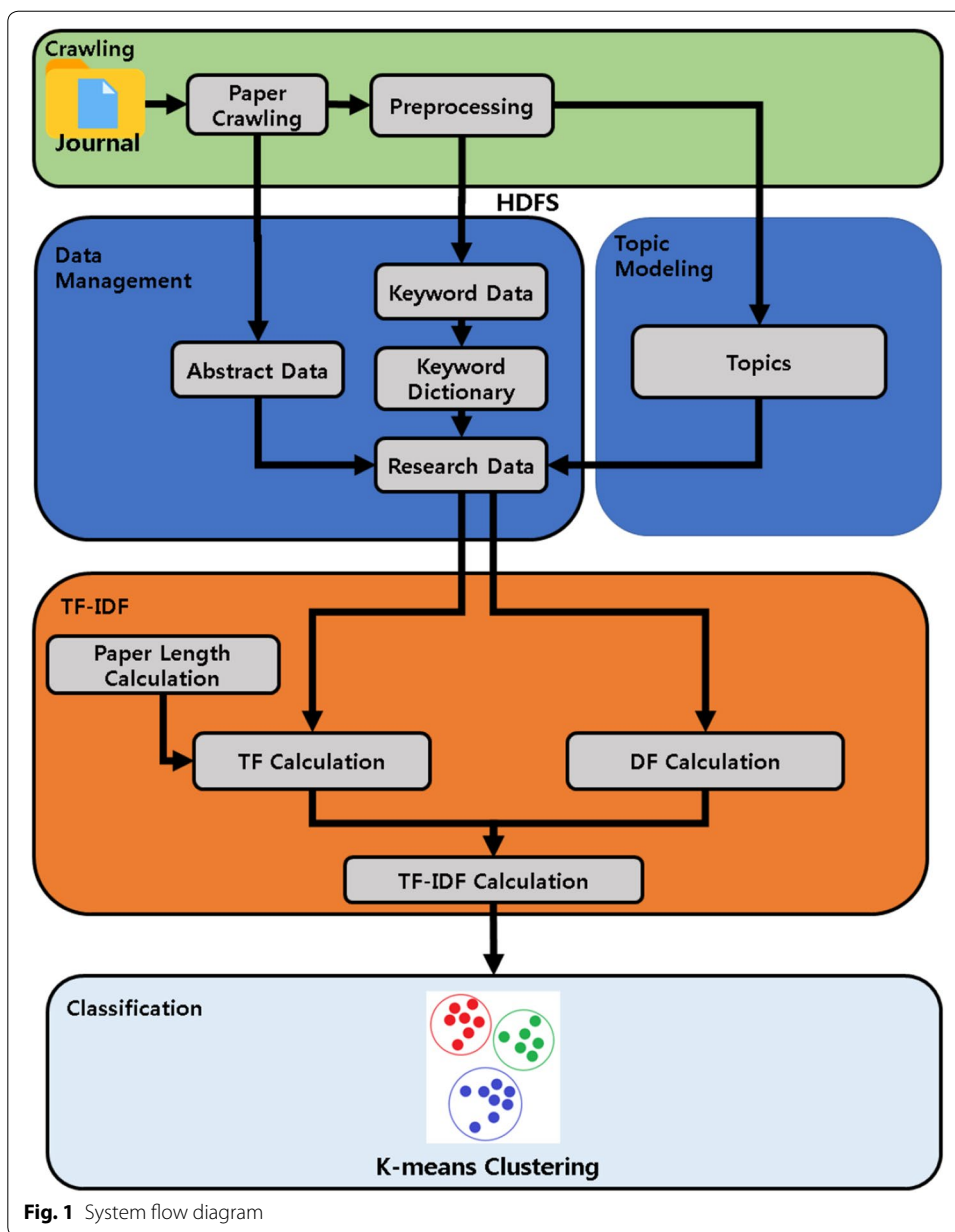 Crawling
Journal
Paper
Crawling
Preprocessing
HDFS
Data
Management
Topic
Modeling
Keyword Data
Abstract Data
Keyword
Dictionary
Topics
Research Data
TF-IDF
Paper Length
Calculation
TF Calculation
DF Calculation
TF-IDF Calculation
Classification
K-means Clustering
Fig. 1 System flow diagram